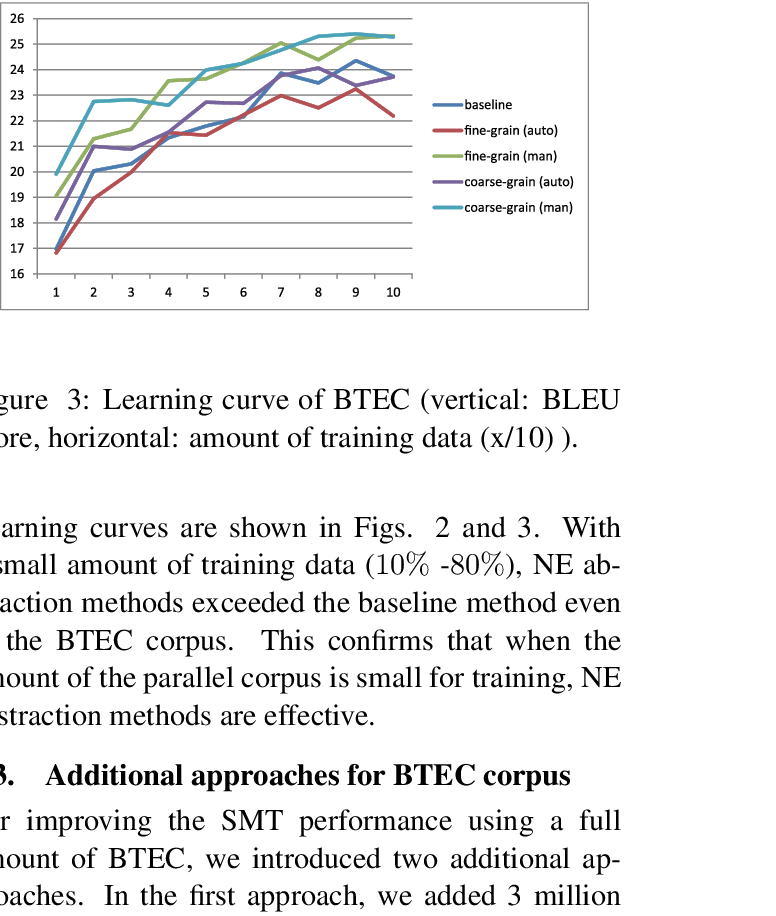 26
25
24
23
22
21
20
19
18
17
16
1 2 3 4 5 6 7 8 9 10
baseline
fine-grain (auto)
fine-grain (man)
coarse-grain (auto)
coarse-grain (man)
gure 3: Learning curve of BTEC (vertical: BLEU
ore, horizontal: amount of training data (x/10) ).
arning curves are shown in Figs. 2 and 3. With
small amount of training data (10% -80%), NE ab-
action methods exceeded the baseline method even
the BTEC corpus. This confirms that when the
nount of the parallel corpus is small for training, NE
straction methods are effective.
3. Additional approaches for BTEC corpus
r improving the SMT performance using a full
nount of BTEC, we introduced two additional ap-
oaches. In the first approach, we added 3 million